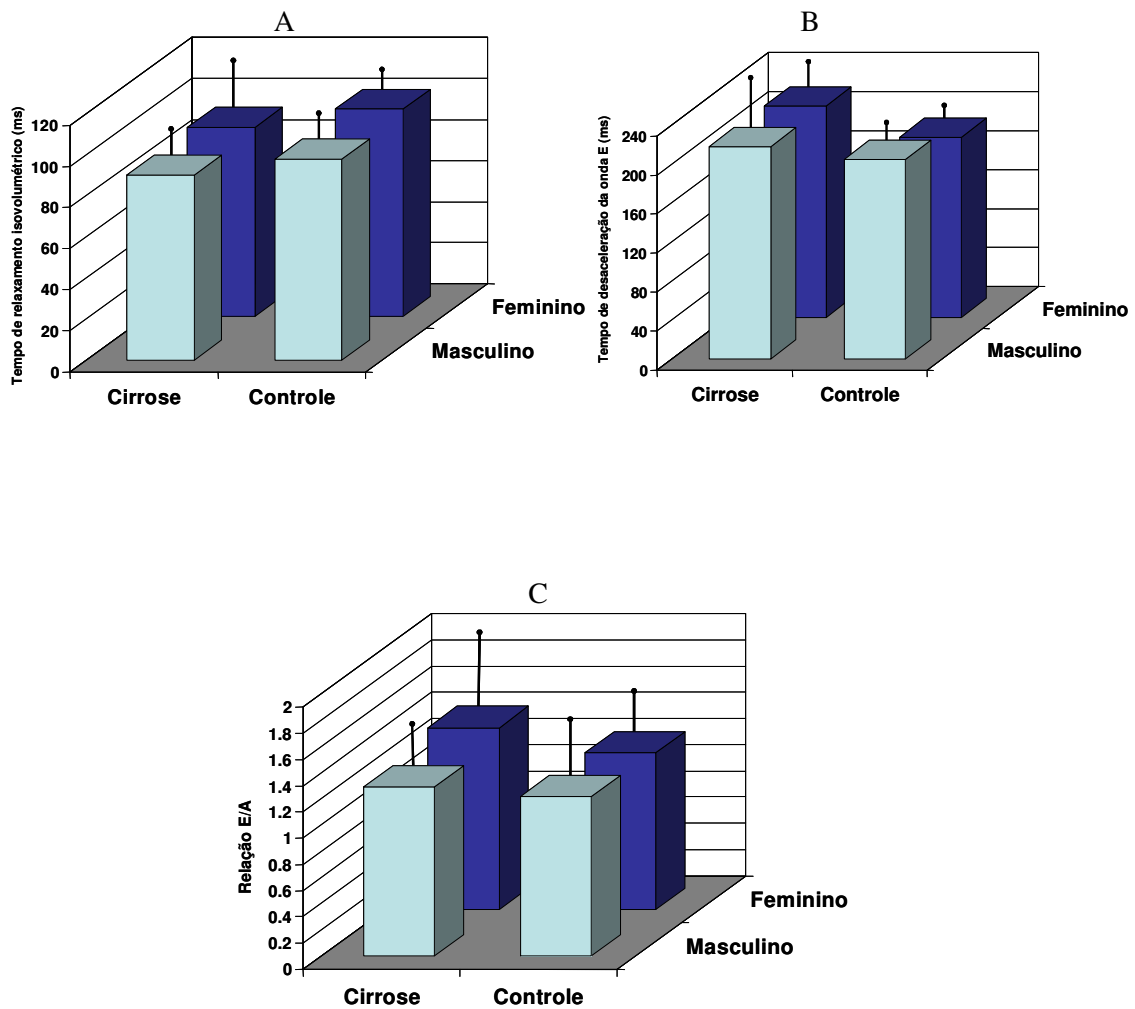 A
Tempo de relaxamento isovolumétrico (ms)
120
100
80
60
40
20
0
Cirrose
Controle
Masculino
Feminino
B
Tempo de desaceleração da onda E (ms)
240
200
160
120
80
40
0
Cirrose
Controle
Masculino
Feminino
C
Relação E/A
2
1.8
1.6
1.4
1.2
1
0.8
0.6
0.4
0.2
0
Cirrose
Controle
Masculino
Feminino